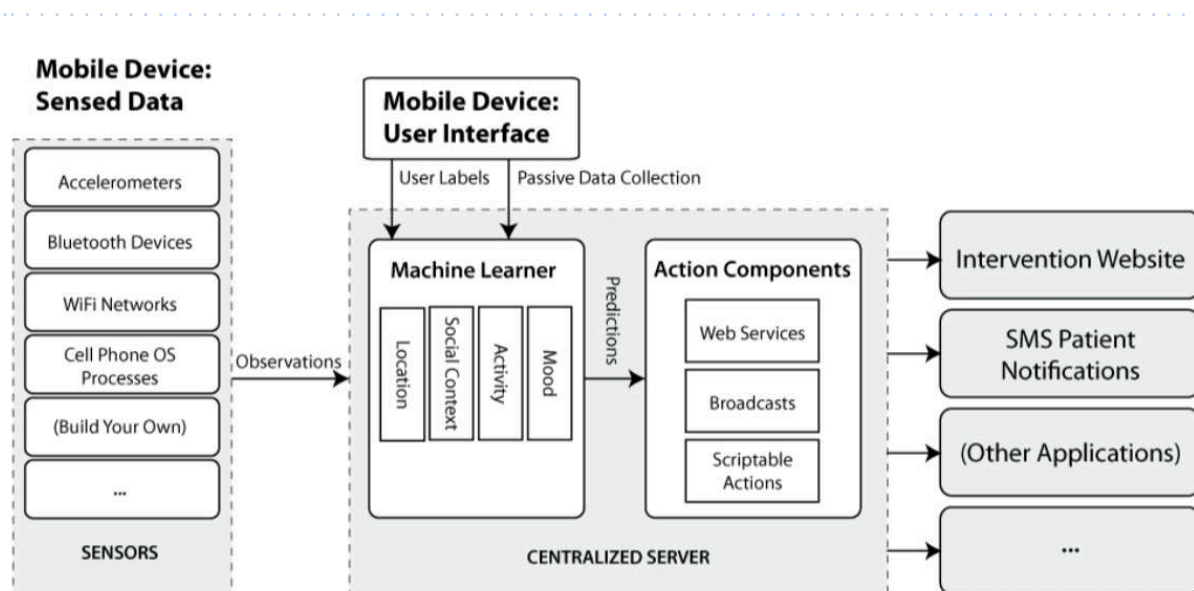 Mobile Device:
Sensed Data
Accelerometers
Bluetooth Devices
WiFi Networks
Cell Phone OS
Processes
(Build Your Own)
...
SENSORS
Observations
Mobile Device:
User Interface
User Labels
Passive Data Collection
Machine Learner
Location
Social Context
Activity
Mood
Predictions
Action Components
Web Services
Broadcasts
Scriptable
Actions
CENTRALIZED SERVER
Intervention Website
SMS Patient
Notifications
(Other Applications)
...